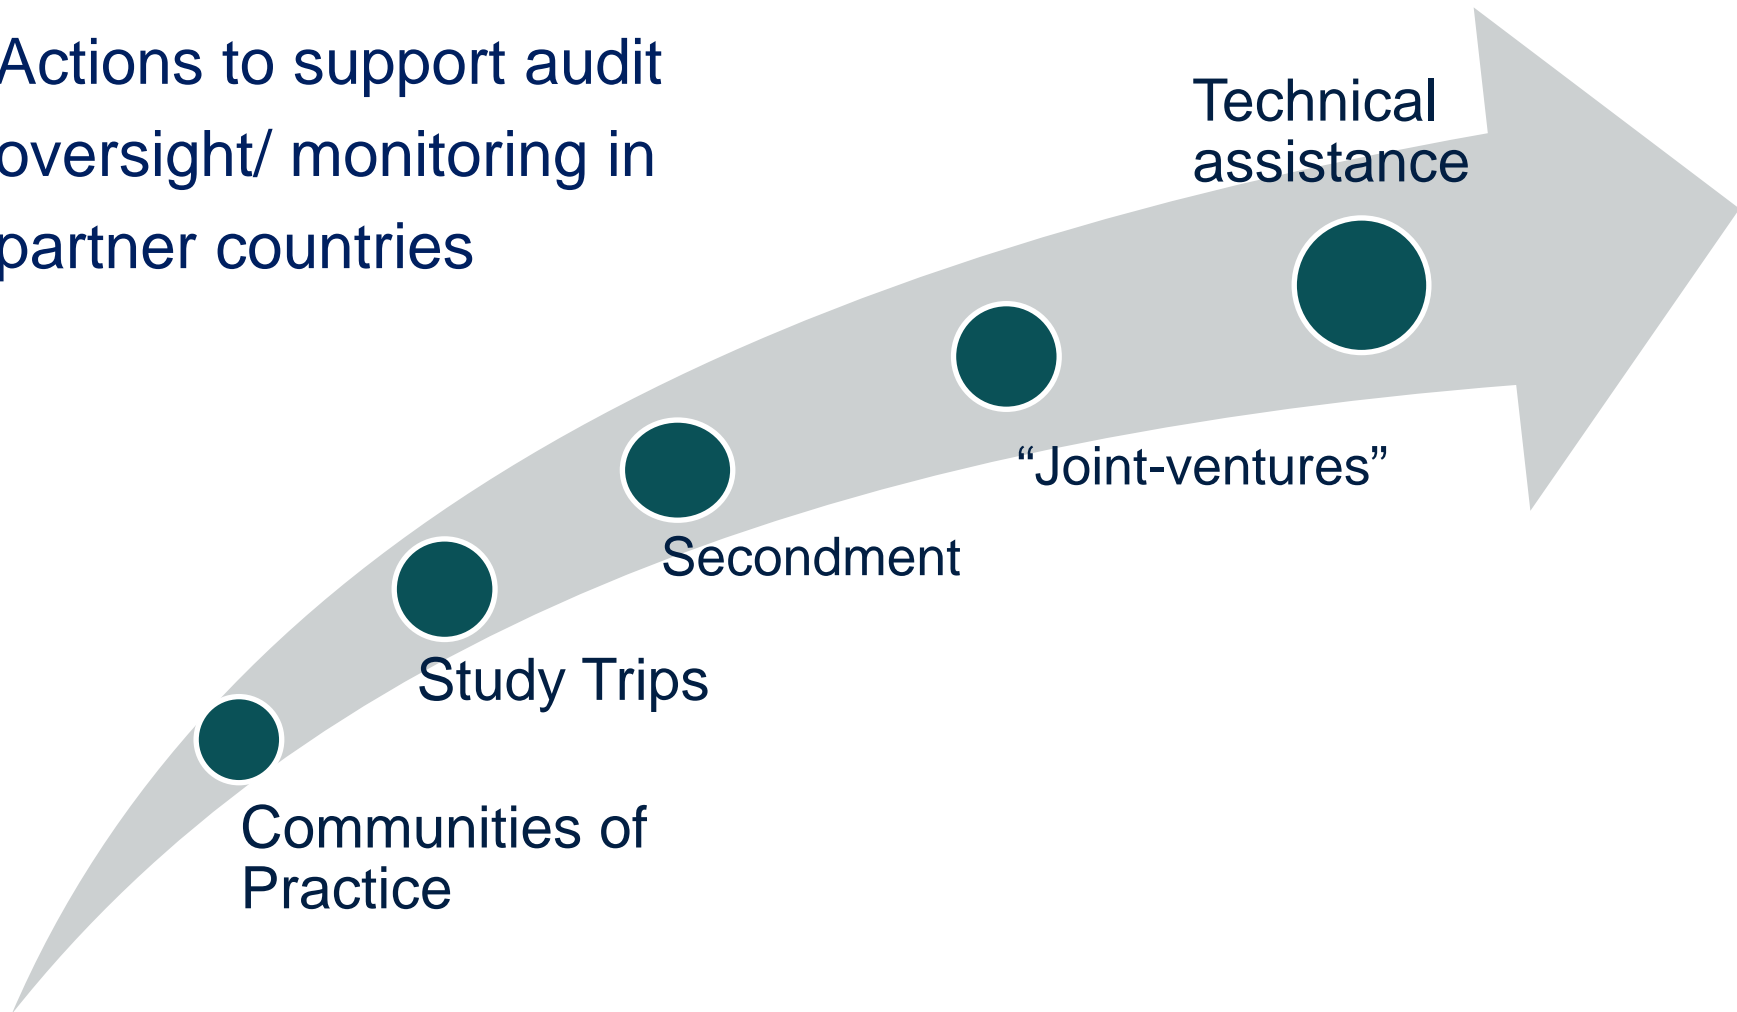 Actions to support audit
oversight/ monitoring in
partner countries
Technical
assistance
“Joint-ventures”
Secondment
Study Trips
Communities of
Practice